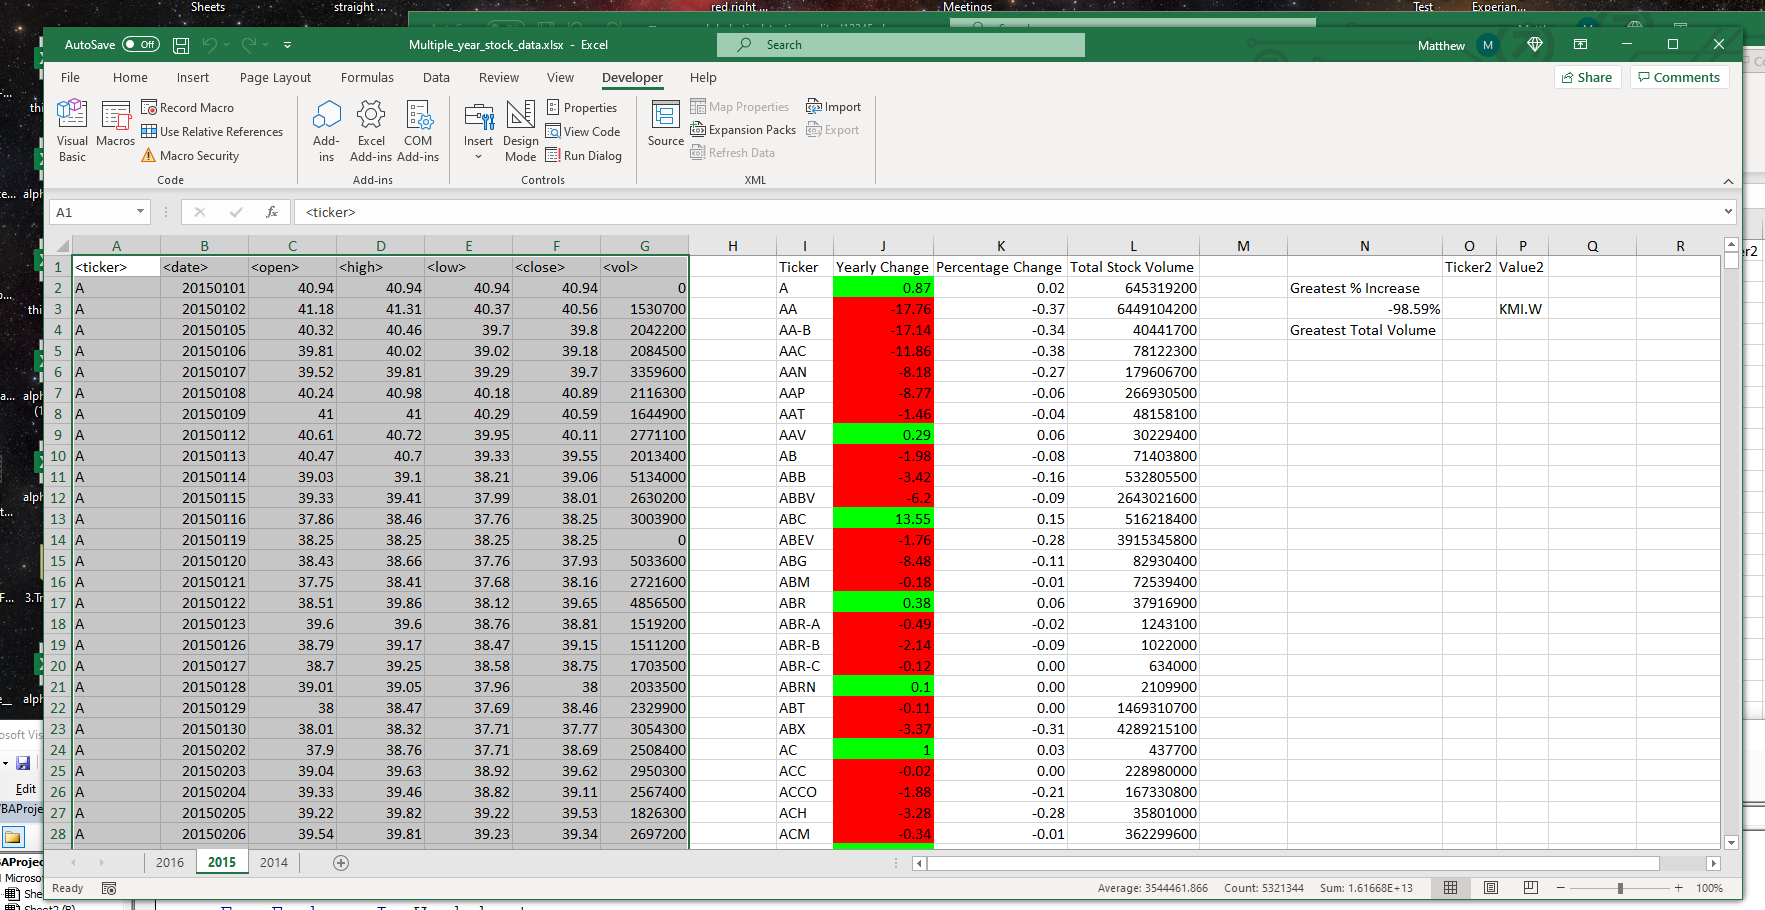 Sheets straight ... red right ... Meetings Test Experian...
AutoSave Off Multiple_year_stock_data.xlsx - Excel Search Matthew M
File Home Insert Page Layout Formulas Data Review View Developer Help Share Comments
Visual Basic Macros Record Macro Use Relative References Macro Security Code
Add-ins Excel Add-ins COM Add-ins Add-ins
Insert Design Mode Properties View Code Run Dialog Controls
Source Map Properties Expansion Packs Refresh Data Import Export XML
A1 fx <ticker>
A B C D E F G H I J K L M N O P Q R
1 <ticker> <date> <open> <high> <low> <close> <vol> Ticker Yearly Change Percentage Change Total Stock Volume Ticker2 Value2
2 A 20150101 40.94 40.94 40.94 40.94 0 A 0.87 0.02 645319200 Greatest % Increase
3 A 20150102 41.18 41.31 40.37 40.56 1530700 AA -17.76 -0.37 6449104200 -98.59% KMI.W
4 A 20150105 40.32 40.46 39.7 39.8 2042200 AA-B -17.14 -0.34 40441700 Greatest Total Volume
5 A 20150106 39.81 40.02 39.02 39.18 2084500 AAC -11.86 -0.38 78122300
6 A 20150107 39.52 39.81 39.29 39.7 3359600 AAN -8.18 -0.27 179606700
7 A 20150108 40.24 40.98 40.18 40.89 2116300 AAP -8.77 -0.06 266930500
8 A 20150109 41 41 40.29 40.59 1644900 AAT -1.46 -0.04 48158100
9 A 20150112 40.61 40.72 39.95 40.11 2771100 AAV 0.29 0.06 30229400
10 A 20150113 40.47 40.7 39.33 39.55 2013400 AB -1.98 -0.08 71403800
11 A 20150114 39.03 39.1 38.21 39.06 5134000 ABB -3.42 -0.16 532805500
12 A 20150115 39.33 39.41 37.99 38.01 2630200 ABBV -6.2 -0.09 2643021600
13 A 20150116 37.86 38.46 37.76 38.25 3003900 ABC 13.55 0.15 516218400
14 A 20150119 38.25 38.25 38.25 38.25 0 ABEV -1.76 -0.28 3915345800
15 A 20150120 38.43 38.66 37.76 37.93 5033600 ABG -8.48 -0.11 82930400
16 A 20150121 37.75 38.41 37.68 38.16 2721600 ABM -0.18 -0.01 72539400
17 A 20150122 38.51 39.86 38.12 39.65 4856500 ABR 0.38 0.06 37916900
18 A 20150123 39.6 39.6 38.76 38.81 1519200 ABR-A -0.49 -0.02 1243100
19 A 20150126 38.79 39.17 38.47 39.15 1511200 ABR-B -2.14 -0.09 1022000
20 A 20150127 38.7 39.25 38.58 38.75 1703500 ABR-C -0.12 0.00 634000
21 A 20150128 39.01 39.05 37.96 38 2033500 ABRN 0.1 0.00 2109900
22 A 20150129 38 38.47 37.69 38.46 2329900 ABT -0.11 0.00 1469310700
23 A 20150130 38.01 38.32 37.71 37.77 3054300 ABX -3.37 -0.31 4289215100
24 A 20150202 37.9 38.76 37.71 38.69 2508400 AC 1 0.03 437700
25 A 20150203 39.04 39.63 38.92 39.62 2950300 ACC -0.02 0.00 228980000
26 A 20150204 39.33 39.46 38.82 39.11 2567400 ACCO -1.88 -0.21 167330800
27 A 20150205 39.22 39.82 39.22 39.53 1826300 ACH -3.28 -0.28 35801000
28 A 20150206 39.54 39.81 39.23 39.34 2697200 ACM -0.34 -0.01 362299600
2016 2015 2014
Ready Average: 3544461.866 Count: 5321344 Sum: 1.61668E+13 100%
Edit